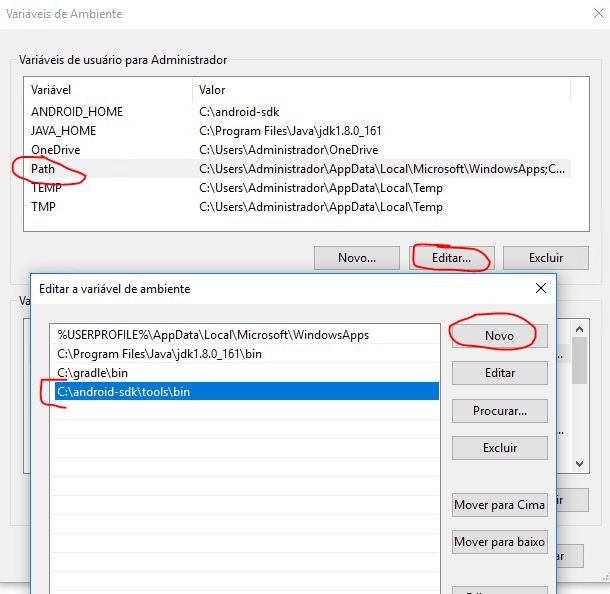 Variáveis de Ambiente
Variáveis de usuário para Administrador
Variável Valor
ANDROID_HOME C:\android-sdk
JAVA_HOME C:\Program Files\Java\jdk1.8.0_161
OneDrive C:\Users\Administrador\OneDrive
Path C:\Users\Administrador\AppData\Local\Microsoft\WindowsApps;C...
TEMP C:\Users\Administrador\AppData\Local\Temp
TMP C:\Users\Administrador\AppData\Local\Temp
Novo... Editar... Excluir
Editar a variável de ambiente
%USERPROFILE%\AppData\Local\Microsoft\WindowsApps
C:\Program Files\Java\jdk1.8.0_161\bin
C:\gradle\bin
C:\android-sdk\tools\bin
Novo
Editar
Procurar...
Excluir
Mover para Cima
Mover para baixo